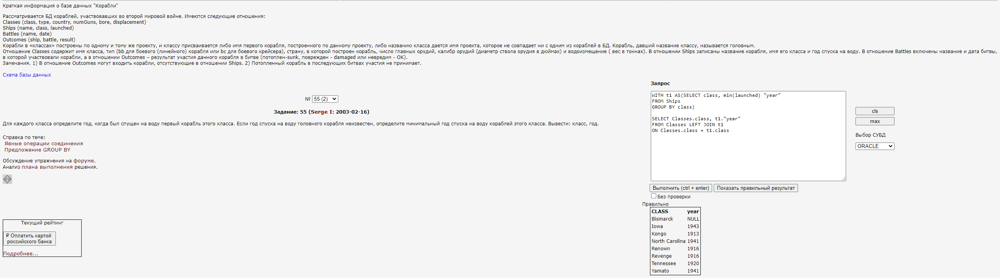 Краткая информация о базе данных "Корабли"
Рассматривается БД кораблей, участвовавших во второй мировой войне. Имеются следующие отношения:
Classes (class, type, country, numGuns, bore, displacement)
Ships (name, class, launched)
Battles (name, date)
Outcomes (ship, battle, result)
Корабли в «классах» построены по одному и тому же проекту, и классу присваивается либо имя первого корабля, построенного по данному проекту, либо названию класса дается имя проекта, которое не совпадает ни с одним из кораблей в БД. Корабль, давший название классу, называется головным.
Отношение Classes содержит имя класса, тип (bb для боевого (линейного) корабля или bc для боевого крейсера), страну, в которой построен корабль, число главных орудий, калибр орудий (диаметр ствола орудия в дюймах) и водоизмещение ( вес в тоннах). В отношении Ships записаны название корабля, имя его класса и год спуска на воду. В отношение Battles включены название и дата битвы,
в которой участвовали корабли, а в отношении Outcomes – результат участия данного корабля в битве (потоплен-sunk, поврежден - damaged или невредим - OK).
Замечания. 1) В отношение Outcomes могут входить корабли, отсутствующие в отношении Ships. 2) Потопленный корабль в последующих битвах участия не принимает.
Схема базы данных
№ 55 (2)
Задание: 55 (Serge I: 2003-02-16)
Для каждого класса определите год, когда был спущен на воду первый корабль этого класса. Если год спуска на воду головного корабля неизвестен, определите минимальный год спуска на воду кораблей этого класса. Вывести: класс, год.
Справка по теме:
Явные операции соединения
Предложение GROUP BY
Обсуждение упражнения на форуме.
Анализ плана выполнения решения.
Текущий рейтинг
₽ Оплатить картой
российского банка
Подробнее...
Запрос
WITH t1 AS(SELECT class, min(launched) "year"
FROM Ships
GROUP BY class)
SELECT Classes.class, t1."year"
FROM Classes LEFT JOIN t1
ON Classes.class = t1.class
cls
max
Выбор СУБД
ORACLE
Выполнить (ctrl + enter) Показать правильный результат
Без проверки
Правильно
CLASS year
Bismarck NULL
Iowa 1943
Kongo 1913
North Carolina 1941
Renown 1916
Revenge 1916
Tennessee 1920
Yamato 1941